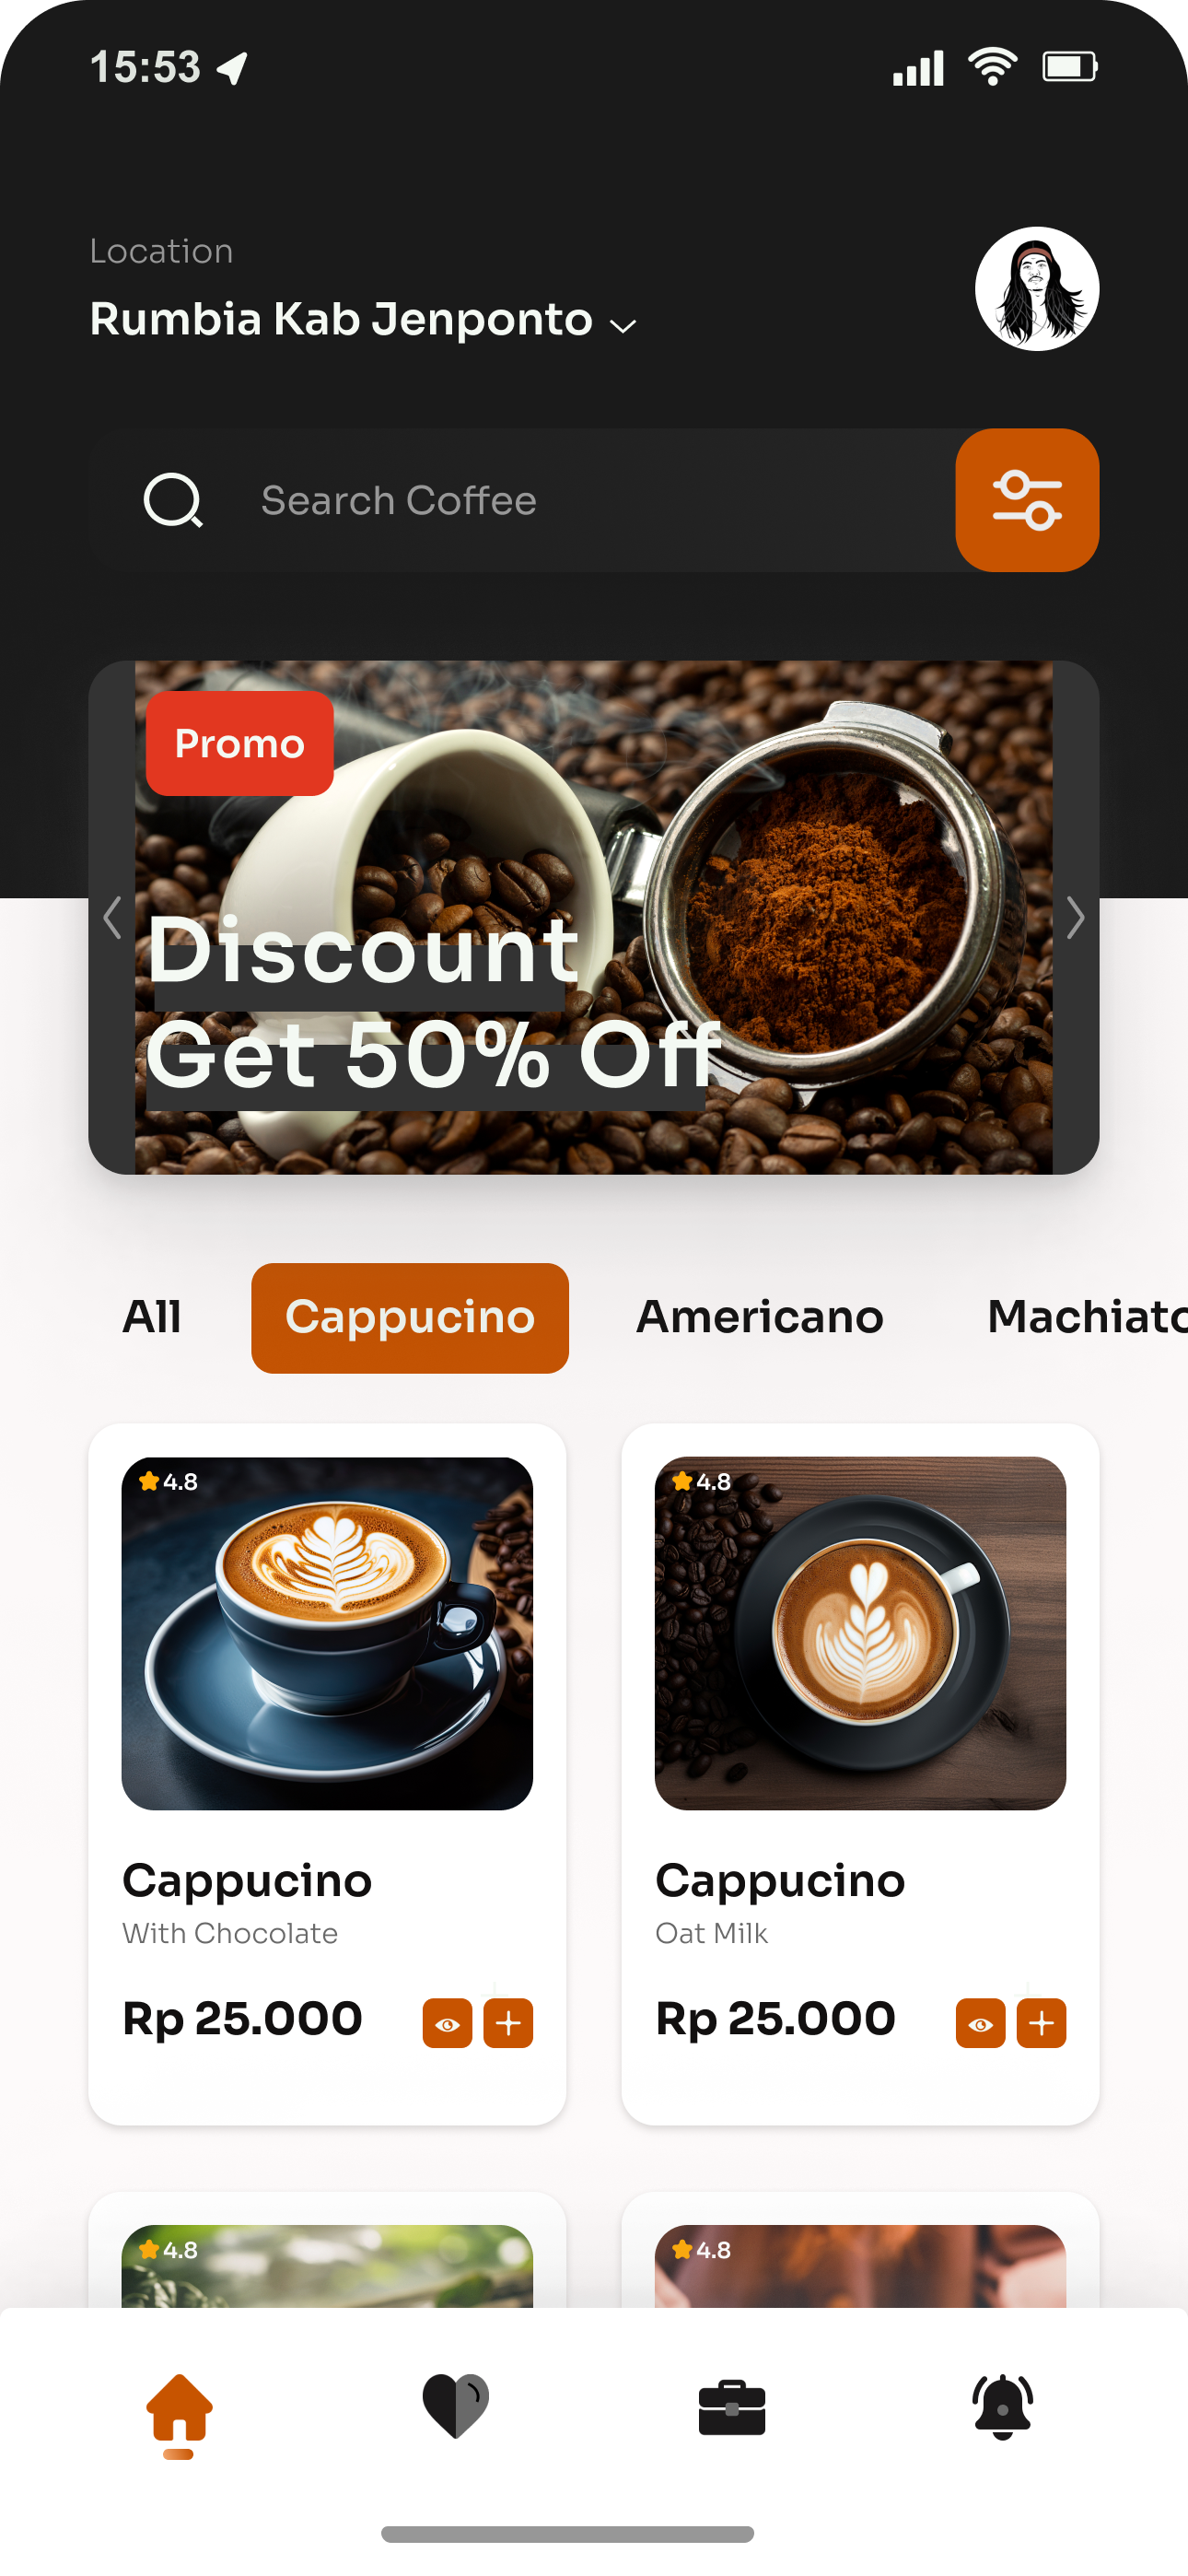 15:53
Location
Rumbia Kab Jenponto
Search Coffee
Promo
Discount
Get 50% Off
All Cappucino Americano Machiato
4.8 4.8
Cappucino Cappucino
With Chocolate Oat Milk
Rp 25.000 Rp 25.000
4.8 4.8